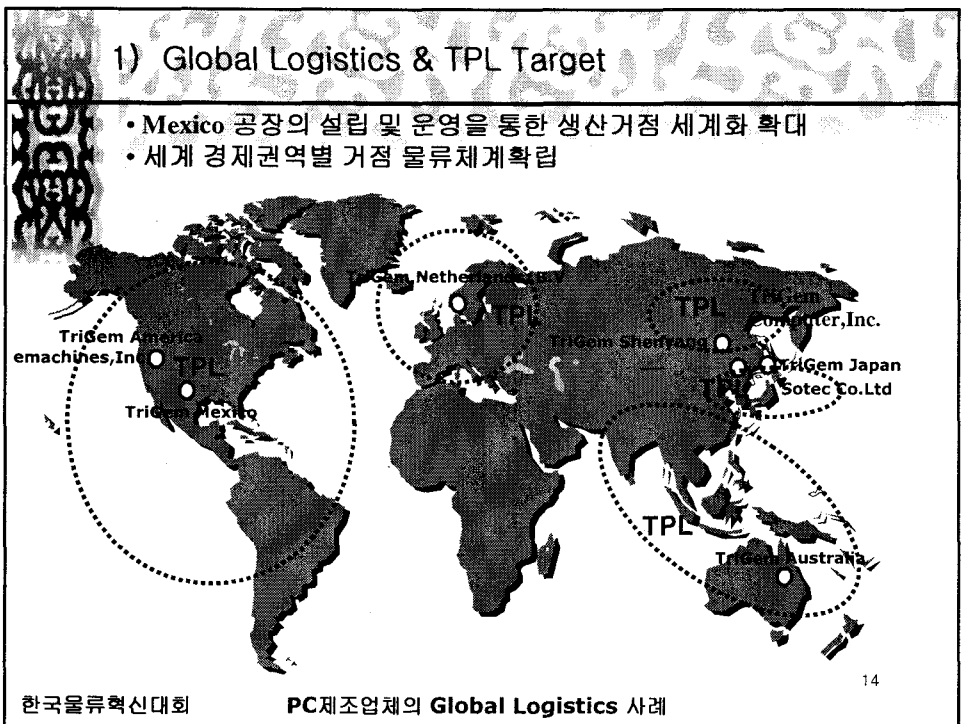 1) Global Logistics & TPL Target
• Mexico 공장의 설립 및 운영을 통한 생산거점 세계화 확대
• 세계 경제권역별 거점 물류체계확립
TriGem Netherlands B.V
TPL
TPL
TriGem
Computer,Inc.
TriGem America
emachines,Inc
TPL
TriGem Shenyang
TriGem Japan
TPL
Sotec Co.Ltd
TriGem Mexico
TPL
TriGem Australia
14
한국물류혁신대회
PC제조업체의 Global Logistics 사례